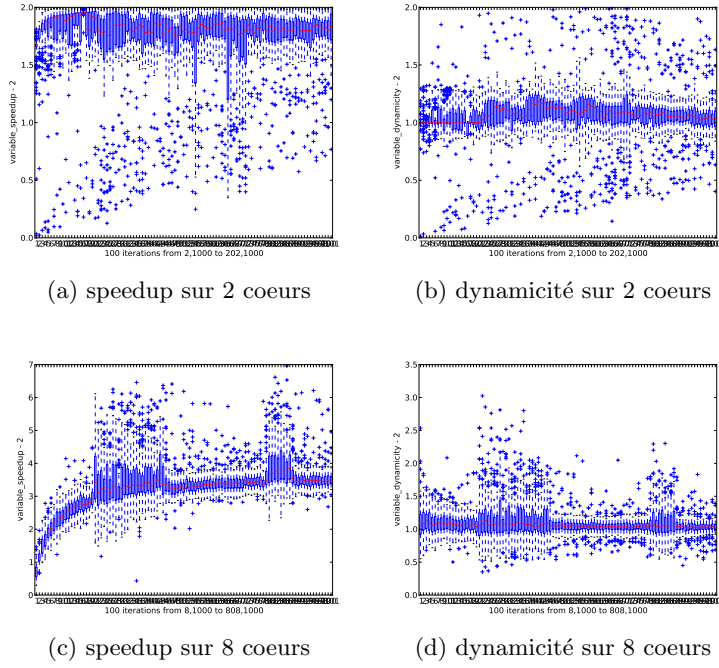 2.0
1.5
1.0
0.5
0.0
variable_speedup - 2
100 iterations from 2,1000 to 202,1000
(a) speedup sur 2 coeurs
2.0
1.5
1.0
0.5
0.0
variable_dynamicity - 2
100 iterations from 2,1000 to 202,1000
(b) dynamicité sur 2 coeurs
7
6
5
4
3
2
1
0
variable_speedup - 2
100 iterations from 8,1000 to 808,1000
(c) speedup sur 8 coeurs
3.5
3.0
2.5
2.0
1.5
1.0
0.5
0.0
variable_dynamicity - 2
100 iterations from 8,1000 to 808,1000
(d) dynamicité sur 8 coeurs